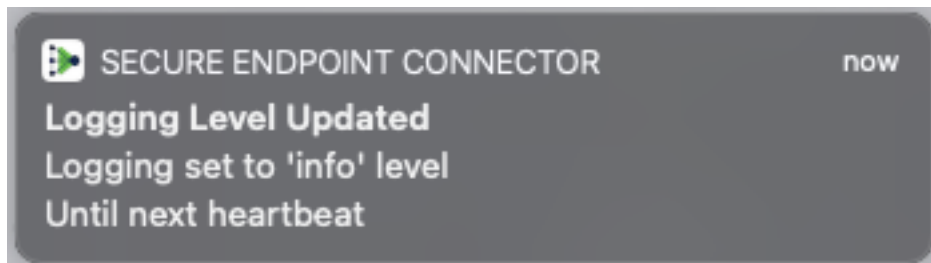 SECURE ENDPOINT CONNECTOR now
Logging Level Updated
Logging set to 'info' level
Until next heartbeat